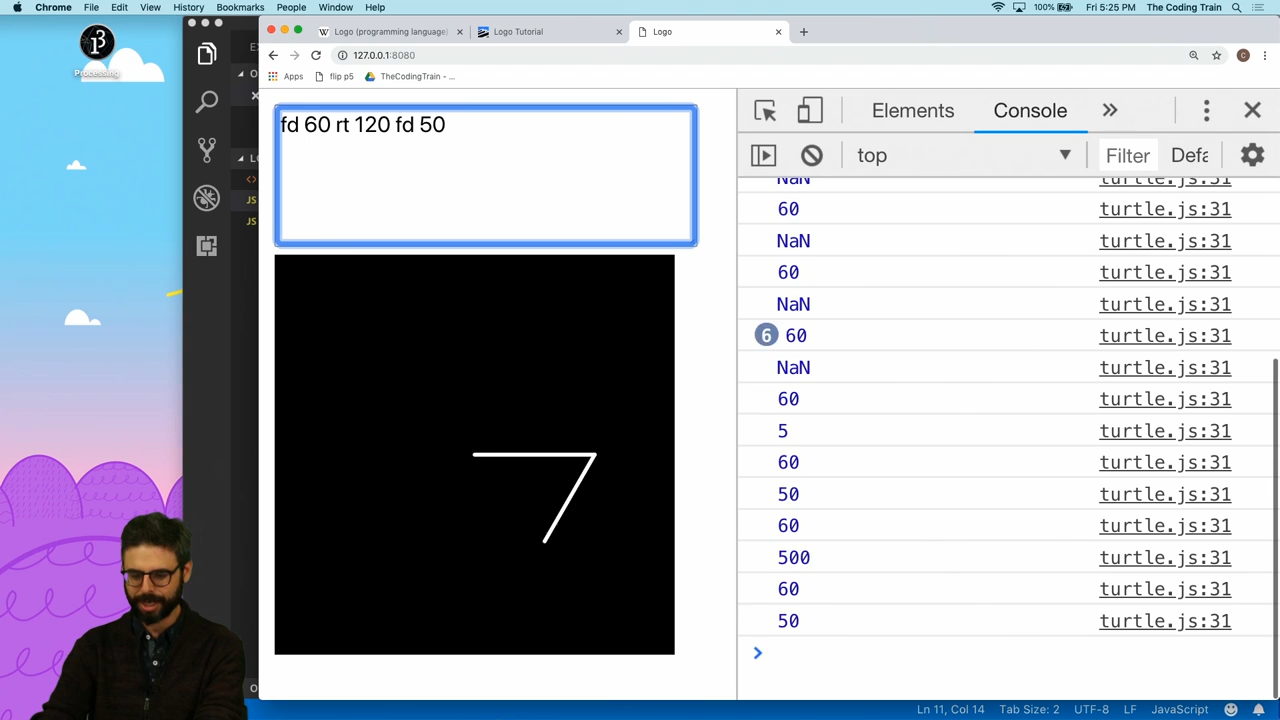 Chrome File Edit View History Bookmarks People Window Help 100% Fri 5:25 PM The Coding Train
Processing
Logo (programming language) Logo Tutorial Logo
127.0.0.1:8080
Apps flip p5 TheCodingTrain - ...
fd 60 rt 120 fd 50
Elements Console
top Filter Defa
NaN turtle.js:31
60 turtle.js:31
NaN turtle.js:31
60 turtle.js:31
NaN turtle.js:31
6 60 turtle.js:31
NaN turtle.js:31
60 turtle.js:31
5 turtle.js:31
60 turtle.js:31
50 turtle.js:31
60 turtle.js:31
500 turtle.js:31
60 turtle.js:31
50 turtle.js:31
JS
JS
Ln 11, Col 14 Tab Size: 2 UTF-8 LF JavaScript